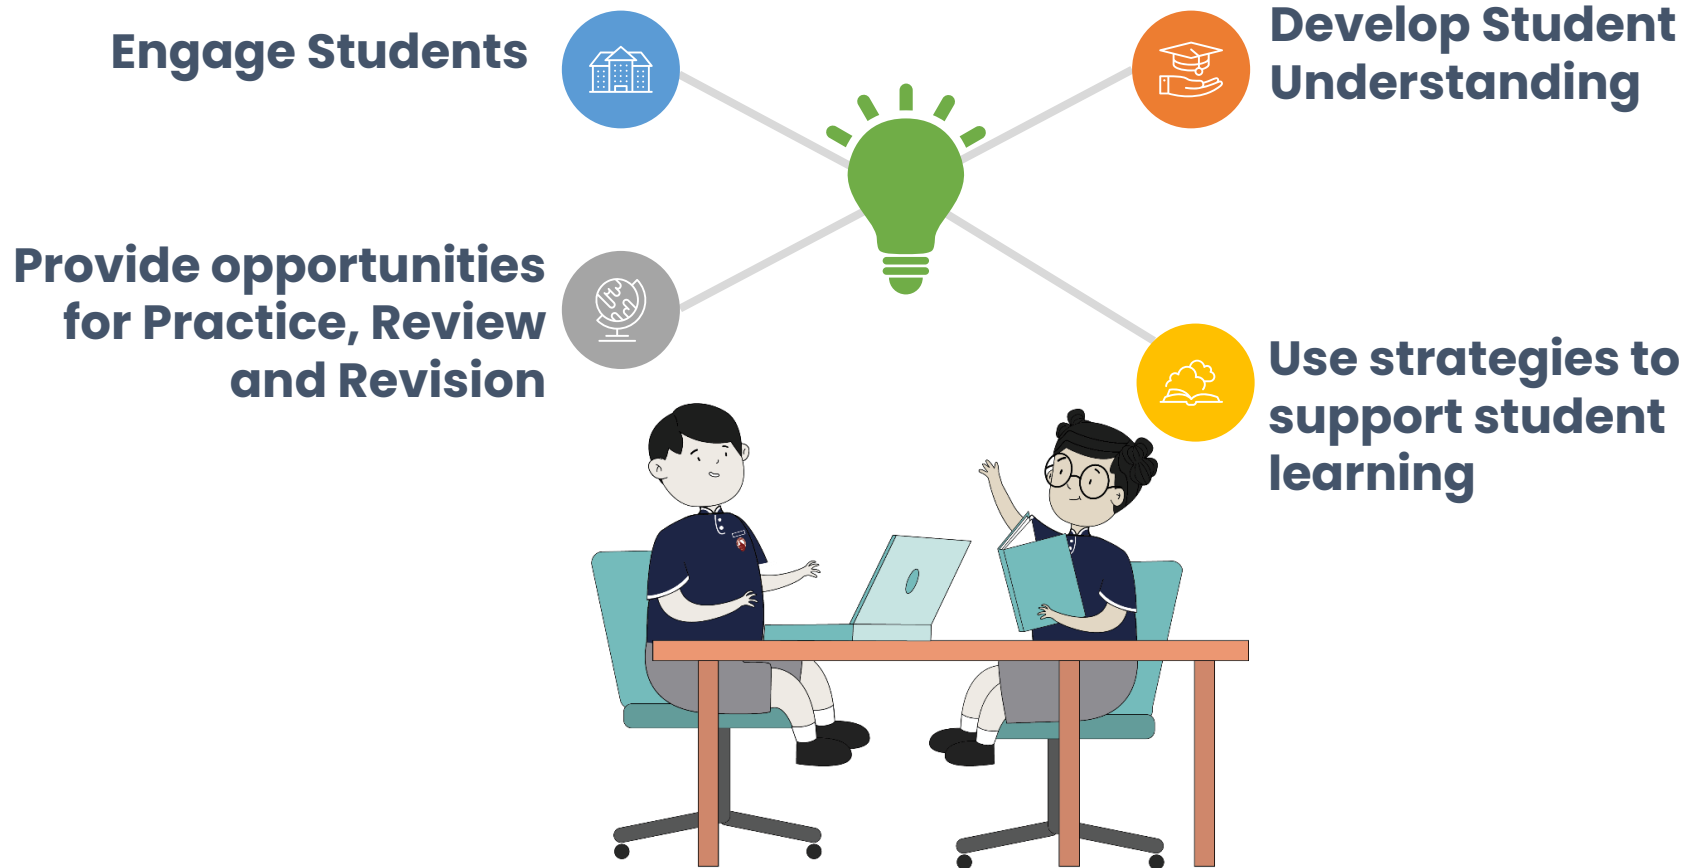 Engage Students
Develop Student
Understanding
Provide opportunities
for Practice, Review
and Revision
Use strategies to
support student
learning